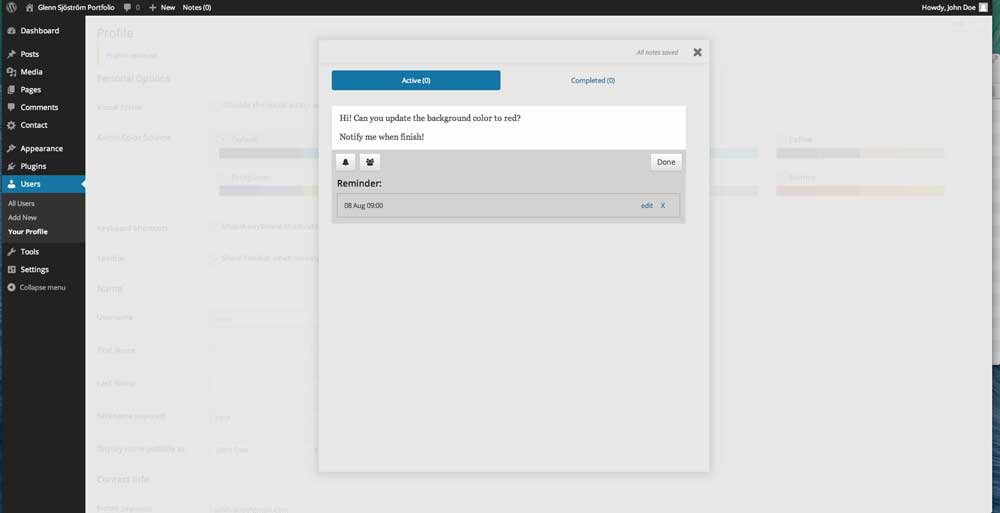 Glenn Sjöström Portfolio 0 + New Notes (0) Howdy, John Doe
Dashboard
Posts
Media
Pages
Comments
Contact
Appearance
Plugins
Users
All Users
Add New
Your Profile
Tools
Settings
Collapse menu
Profile
Personal Options
Visual Editor
Admin Color Scheme
Default
Coffee
Ectoplasm
Sunrise
Keyboard Shortcuts
Toolbar
Name
Username
First Name
Last Name
Nickname (required)
Display name publicly as
Contact Info
E-mail (required)
All notes saved
Active (0) Completed (0)
Hi! Can you update the background color to red?
Notify me when finish!
Done
Reminder:
08 Aug 09:00 edit X